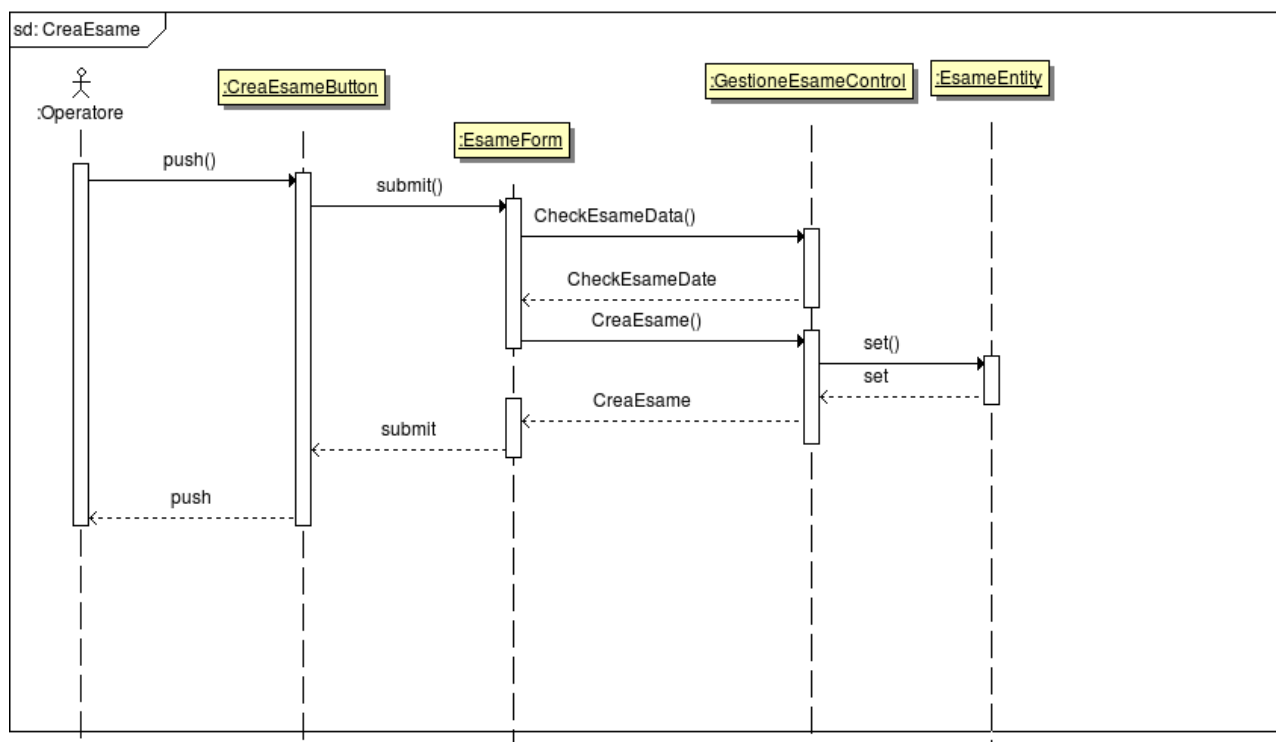 sd: CreaEsame
:Operatore
:CreaEsameButton
:EsameForm
:GestioneEsameControl
:EsameEntity
push()
submit()
CheckEsameData()
CheckEsameDate
CreaEsame()
set()
set
CreaEsame
submit
push